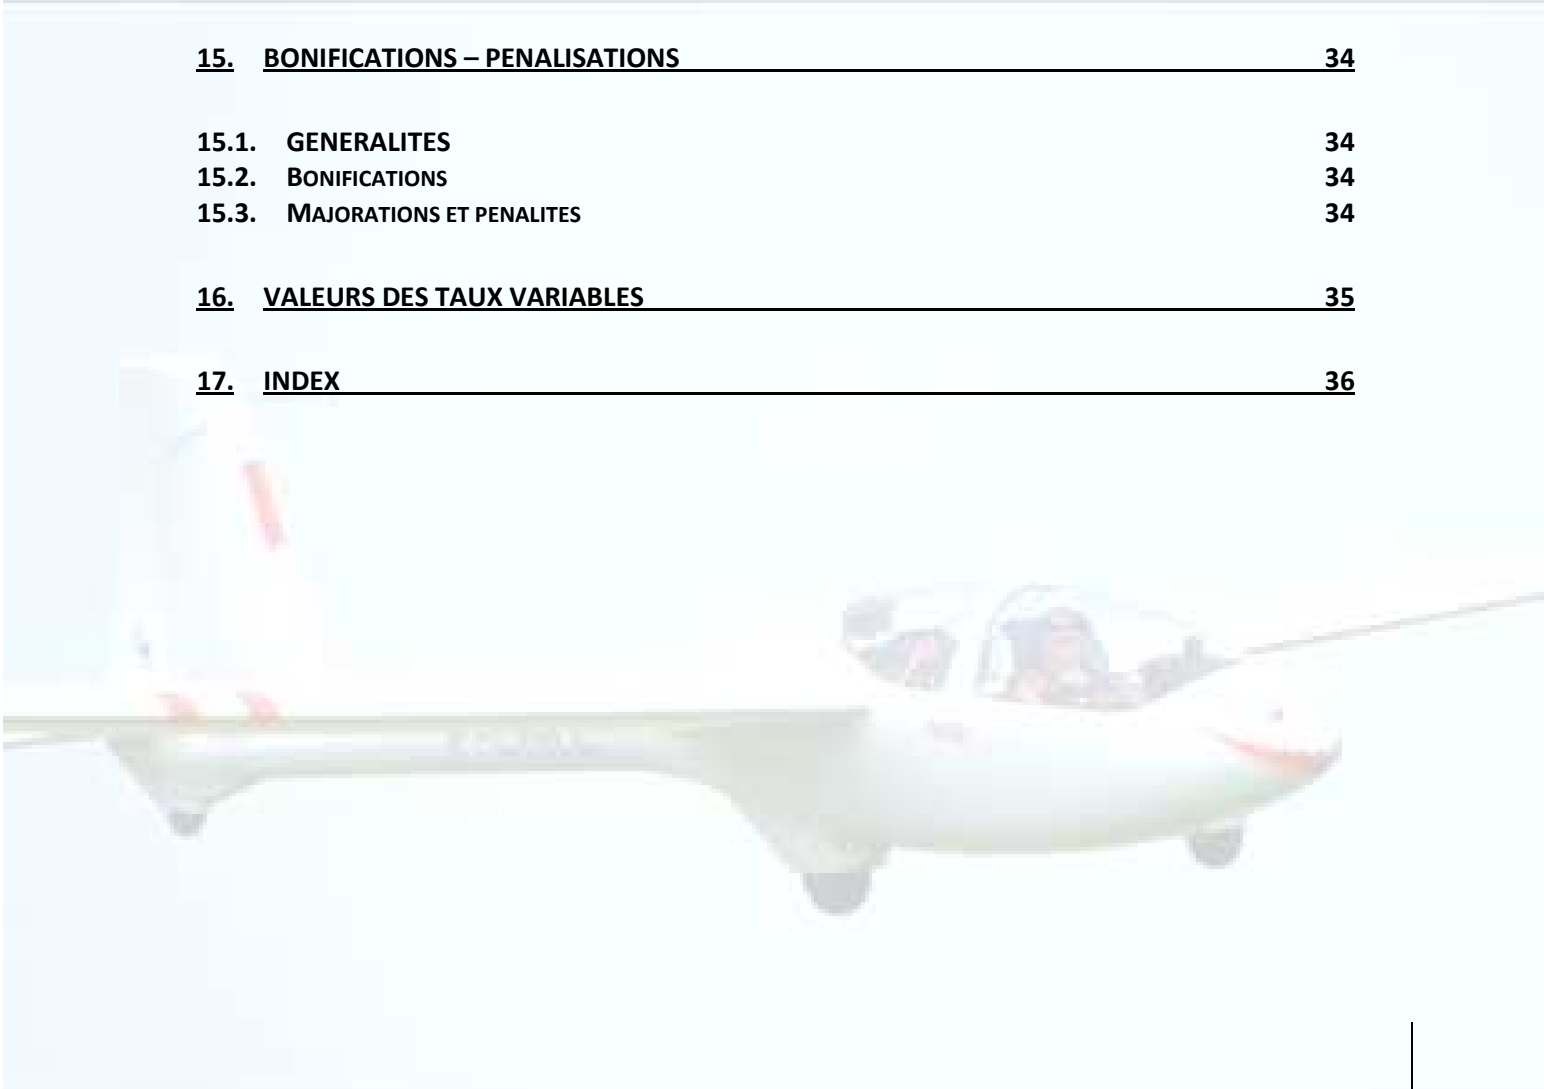 15. BONIFICATIONS – PENALISATIONS 34
15.1. GENERALITES 34
15.2. BONIFICATIONS 34
15.3. MAJORATIONS ET PENALITES 34
16. VALEURS DES TAUX VARIABLES 35
17. INDEX 36